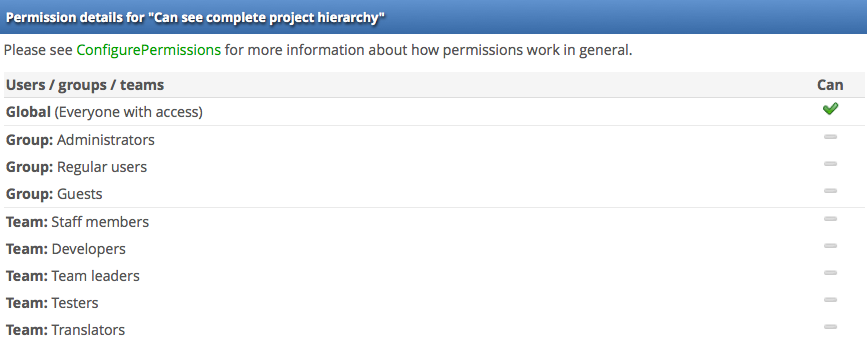 Permission details for "Can see complete project hierarchy"
Please see ConfigurePermissions for more information about how permissions work in general.
Users / groups / teams Can
Global (Everyone with access)
Group: Administrators
Group: Regular users
Group: Guests
Team: Staff members
Team: Developers
Team: Team leaders
Team: Testers
Team: Translators